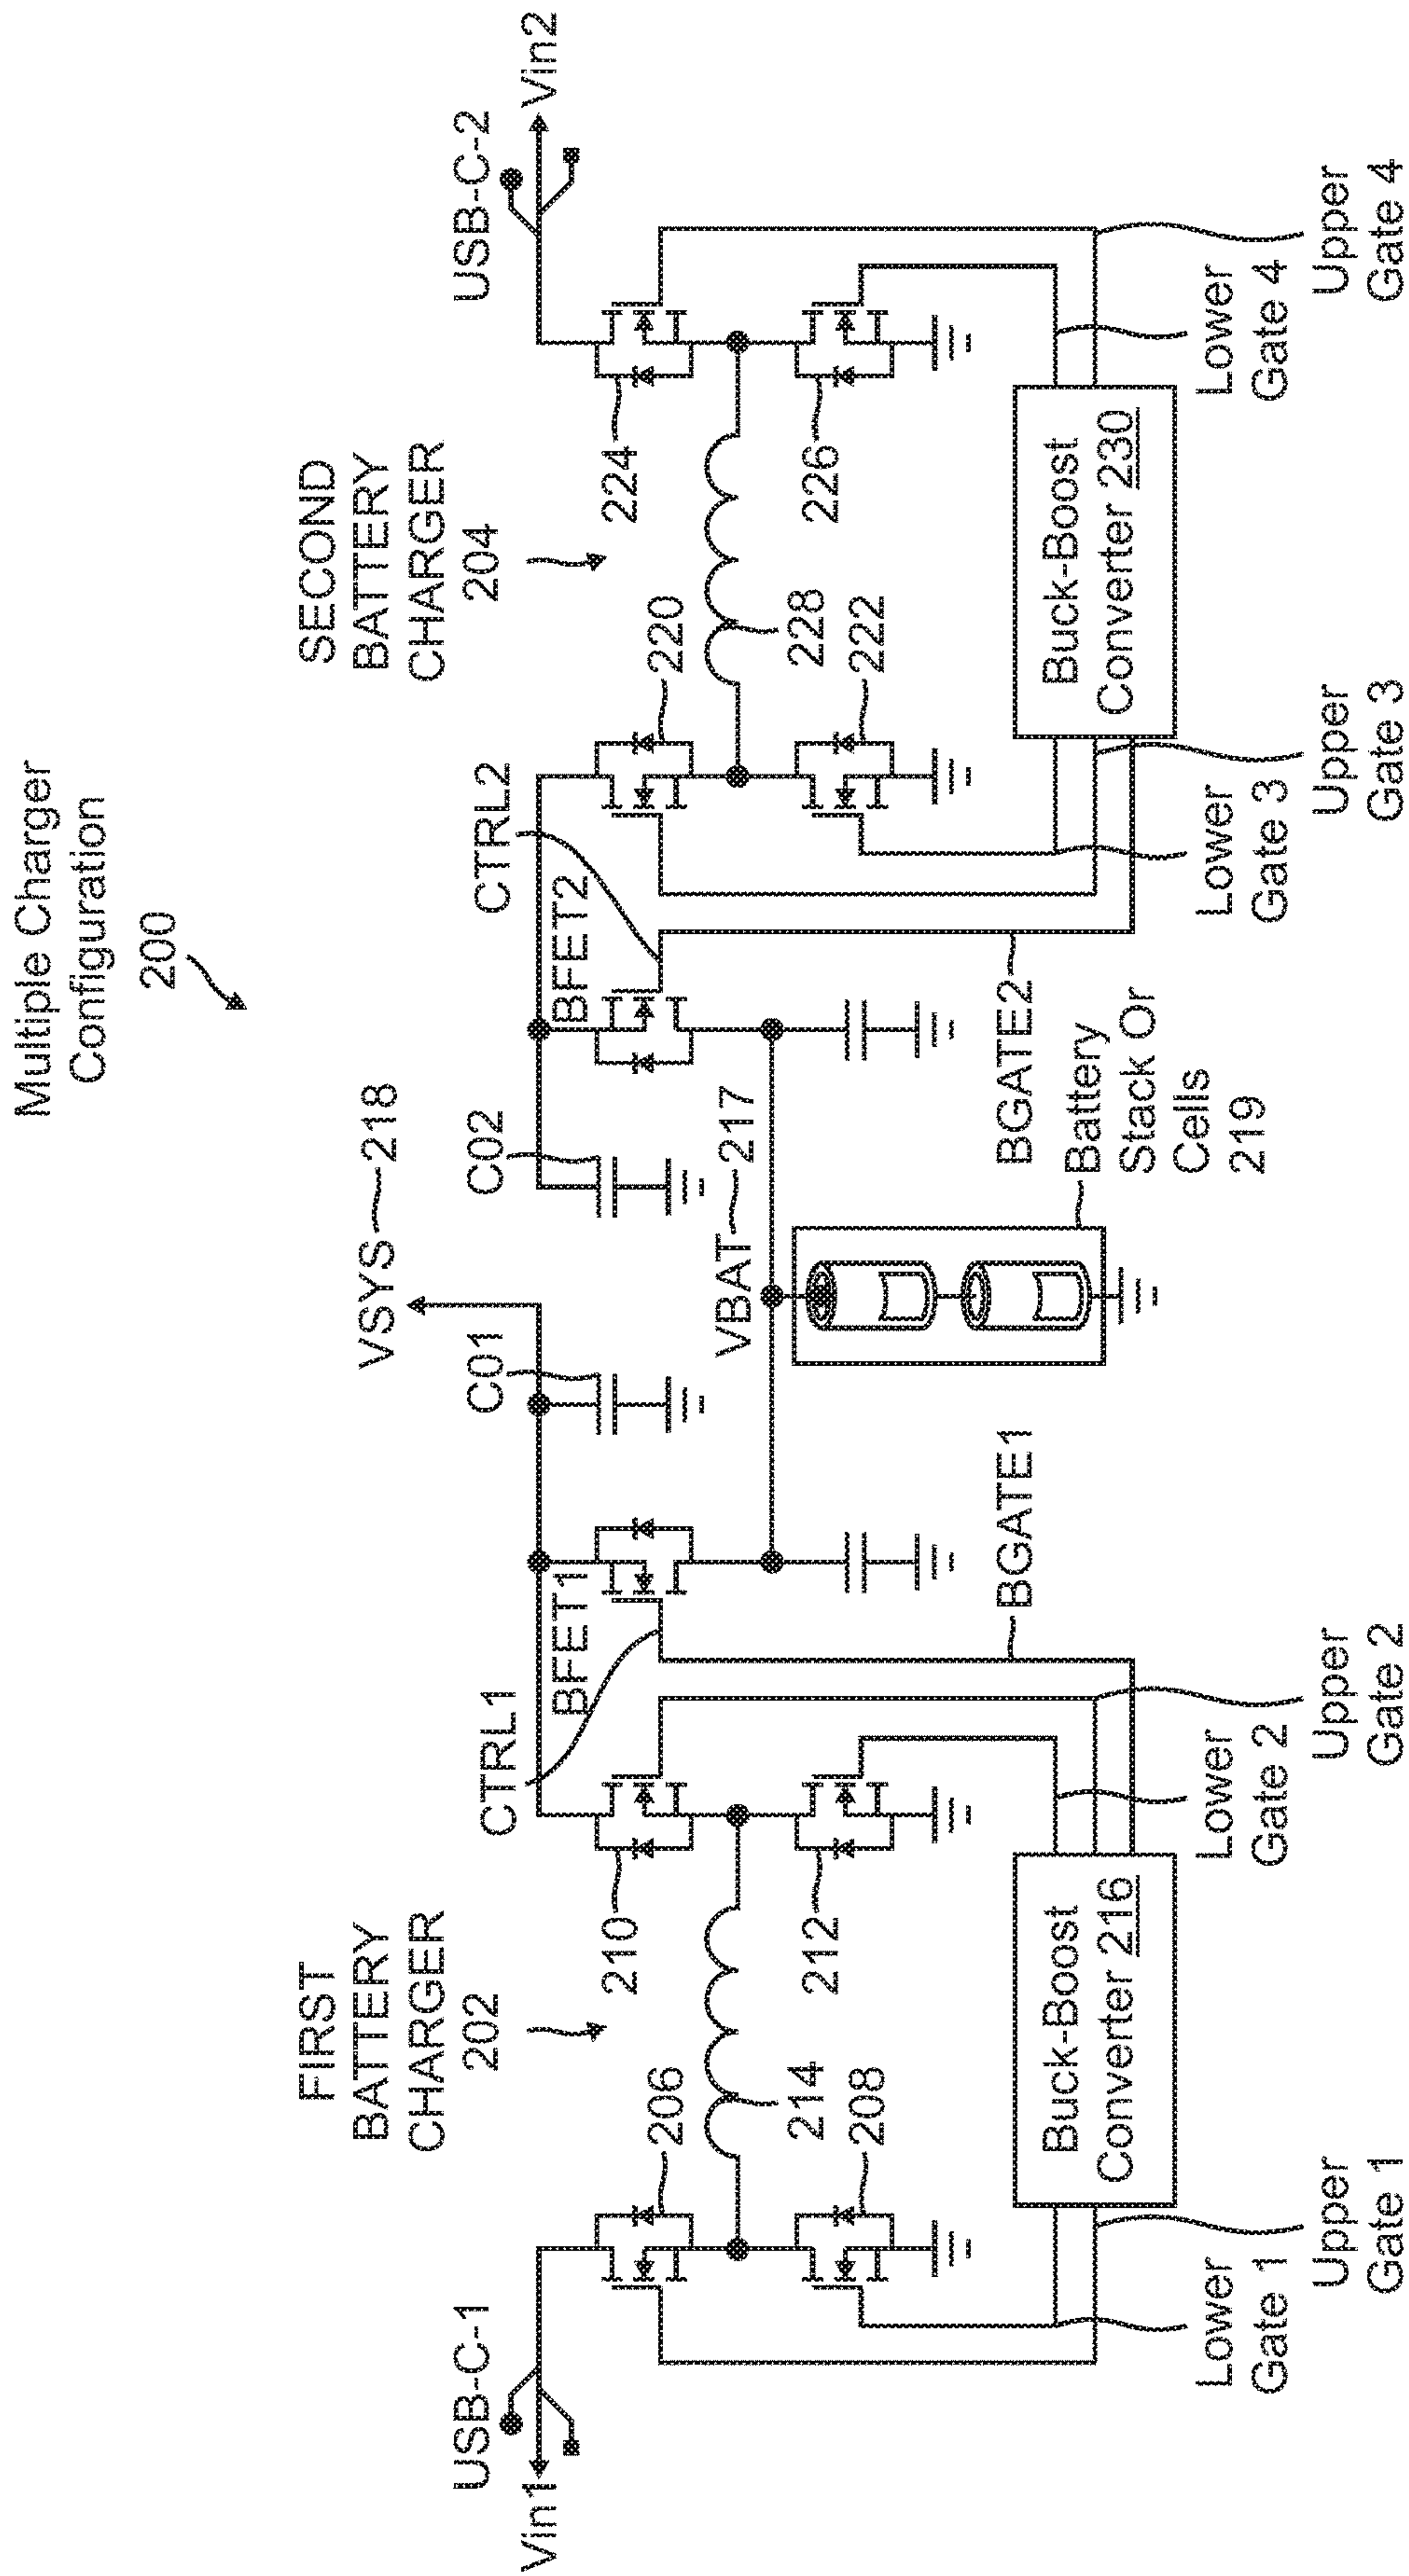 Multiple Charger
Configuration
200
FIRST
BATTERY
CHARGER
202
SECOND
BATTERY
CHARGER
204
VSYS
218
USB-C-1
Vin1
CTRL1
BFET1
C01
C02
BFET2
CTRL2
USB-C-2
Vin2
206
210
220
224
VBAT
217
214
228
208
212
222
226
BGATE1
BGATE2
Battery
Stack Or
Cells
219
Buck-Boost
Converter 216
Buck-Boost
Converter 230
Lower
Gate 1
Upper
Gate 1
Lower
Gate 2
Upper
Gate 2
Lower
Gate 3
Upper
Gate 3
Lower
Gate 4
Upper
Gate 4